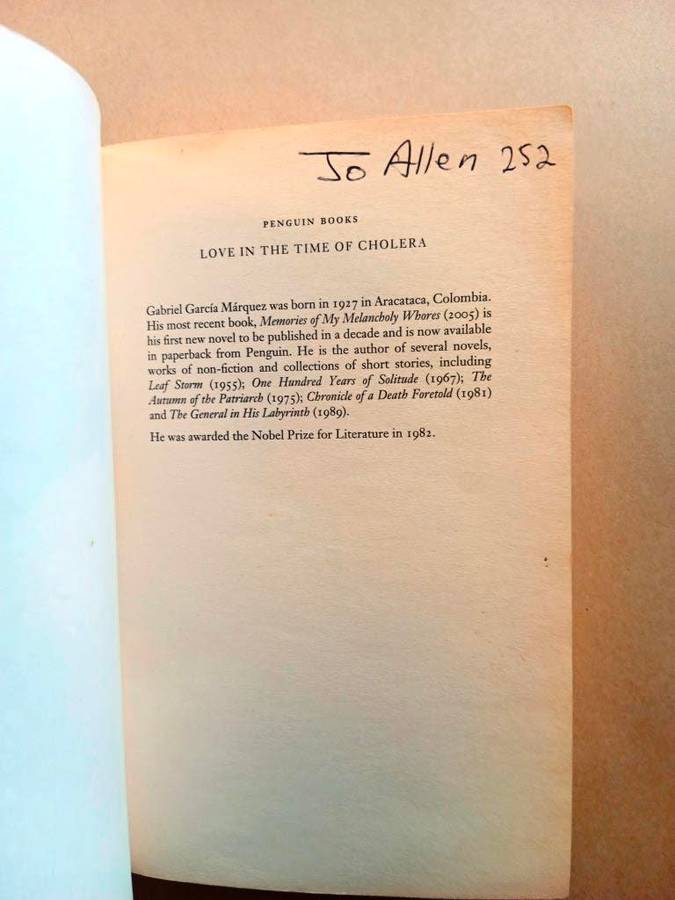 Jo Allen 252
PENGUIN BOOKS
LOVE IN THE TIME OF CHOLERA
Gabriel García Márquez was born in 1927 in Aracataca, Colombia.
His most recent book, Memories of My Melancholy Whores (2005) is
his first new novel to be published in a decade and is now available
in paperback from Penguin. He is the author of several novels,
works of non-fiction and collections of short stories, including
Leaf Storm (1955); One Hundred Years of Solitude (1967); The
Autumn of the Patriarch (1975); Chronicle of a Death Foretold (1981)
and The General in His Labyrinth (1989).
He was awarded the Nobel Prize for Literature in 1982.